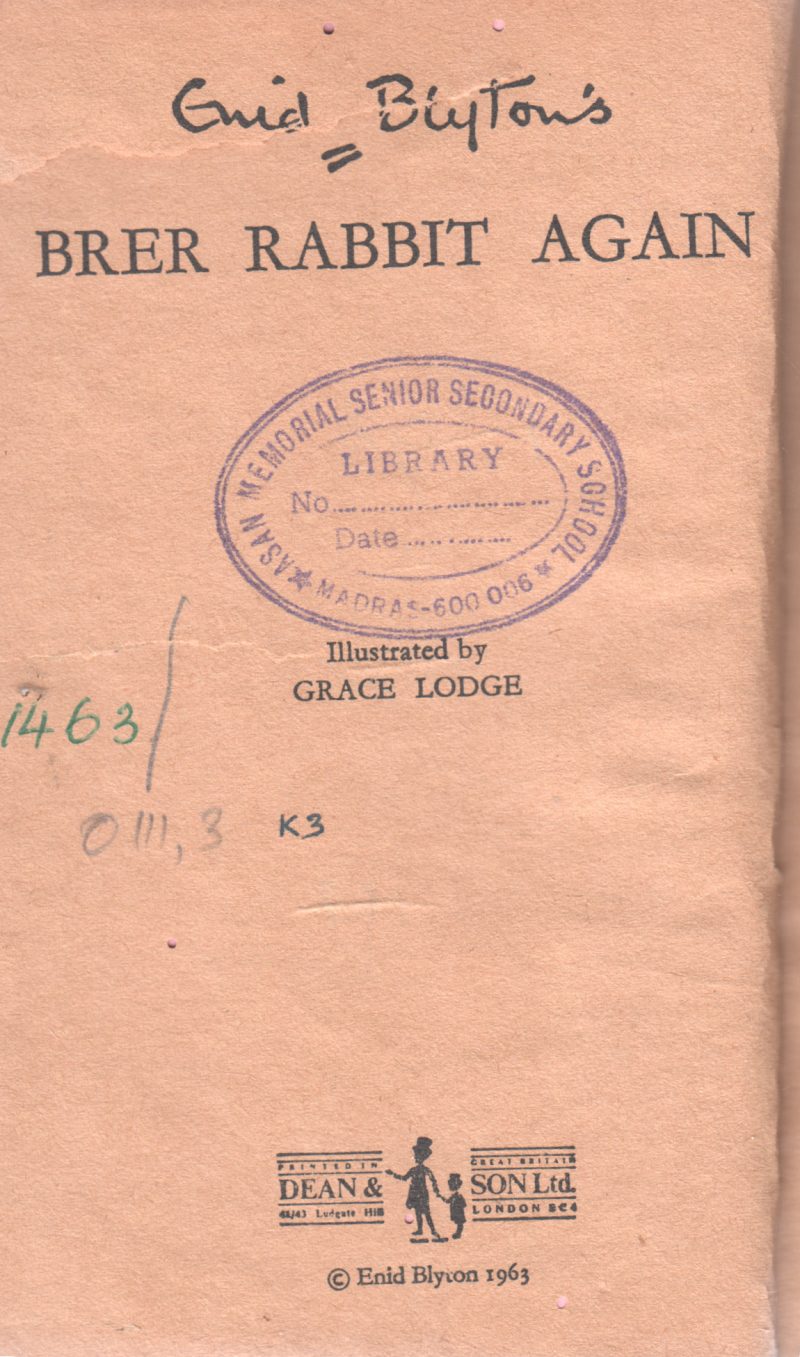 Enid Blyton's
BRER RABBIT AGAIN
ASAN MEMORIAL SENIOR SECONDARY SCHOOL
LIBRARY
No..........................
Date...............
★ MADRAS-600 006 ★
Illustrated by
GRACE LODGE
1463/
O111,3 K3
PRINTED IN GREAT BRITAIN
DEAN & SON Ltd.
41/43 Ludgate Hill LONDON EC4
© Enid Blyton 1963